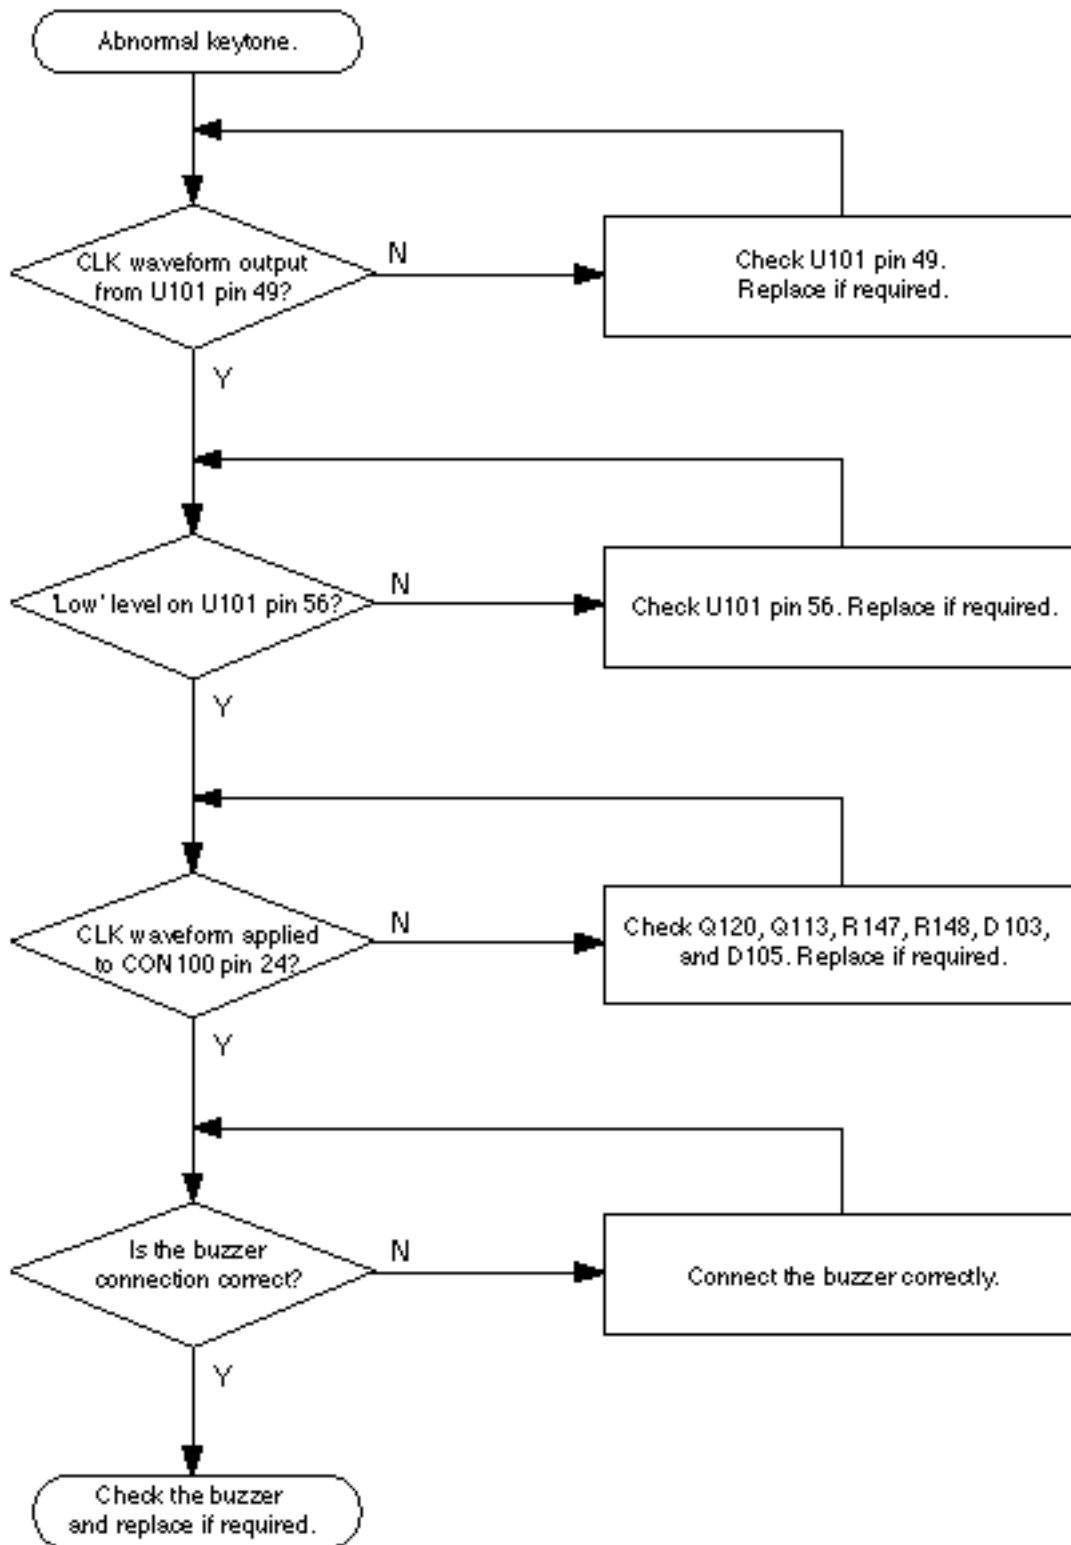 Abnormal keytone.
CLK waveform output
from U101 pin 49?
N
Check U101 pin 49.
Replace if required.
Y
'Low' level on U101 pin 56?
N
Check U101 pin 56. Replace if required.
Y
CLK waveform applied
to CON100 pin 24?
N
Check Q120, Q113, R147, R148, D103,
and D105. Replace if required.
Y
Is the buzzer
connection correct?
N
Connect the buzzer correctly.
Y
Check the buzzer
and replace if required.